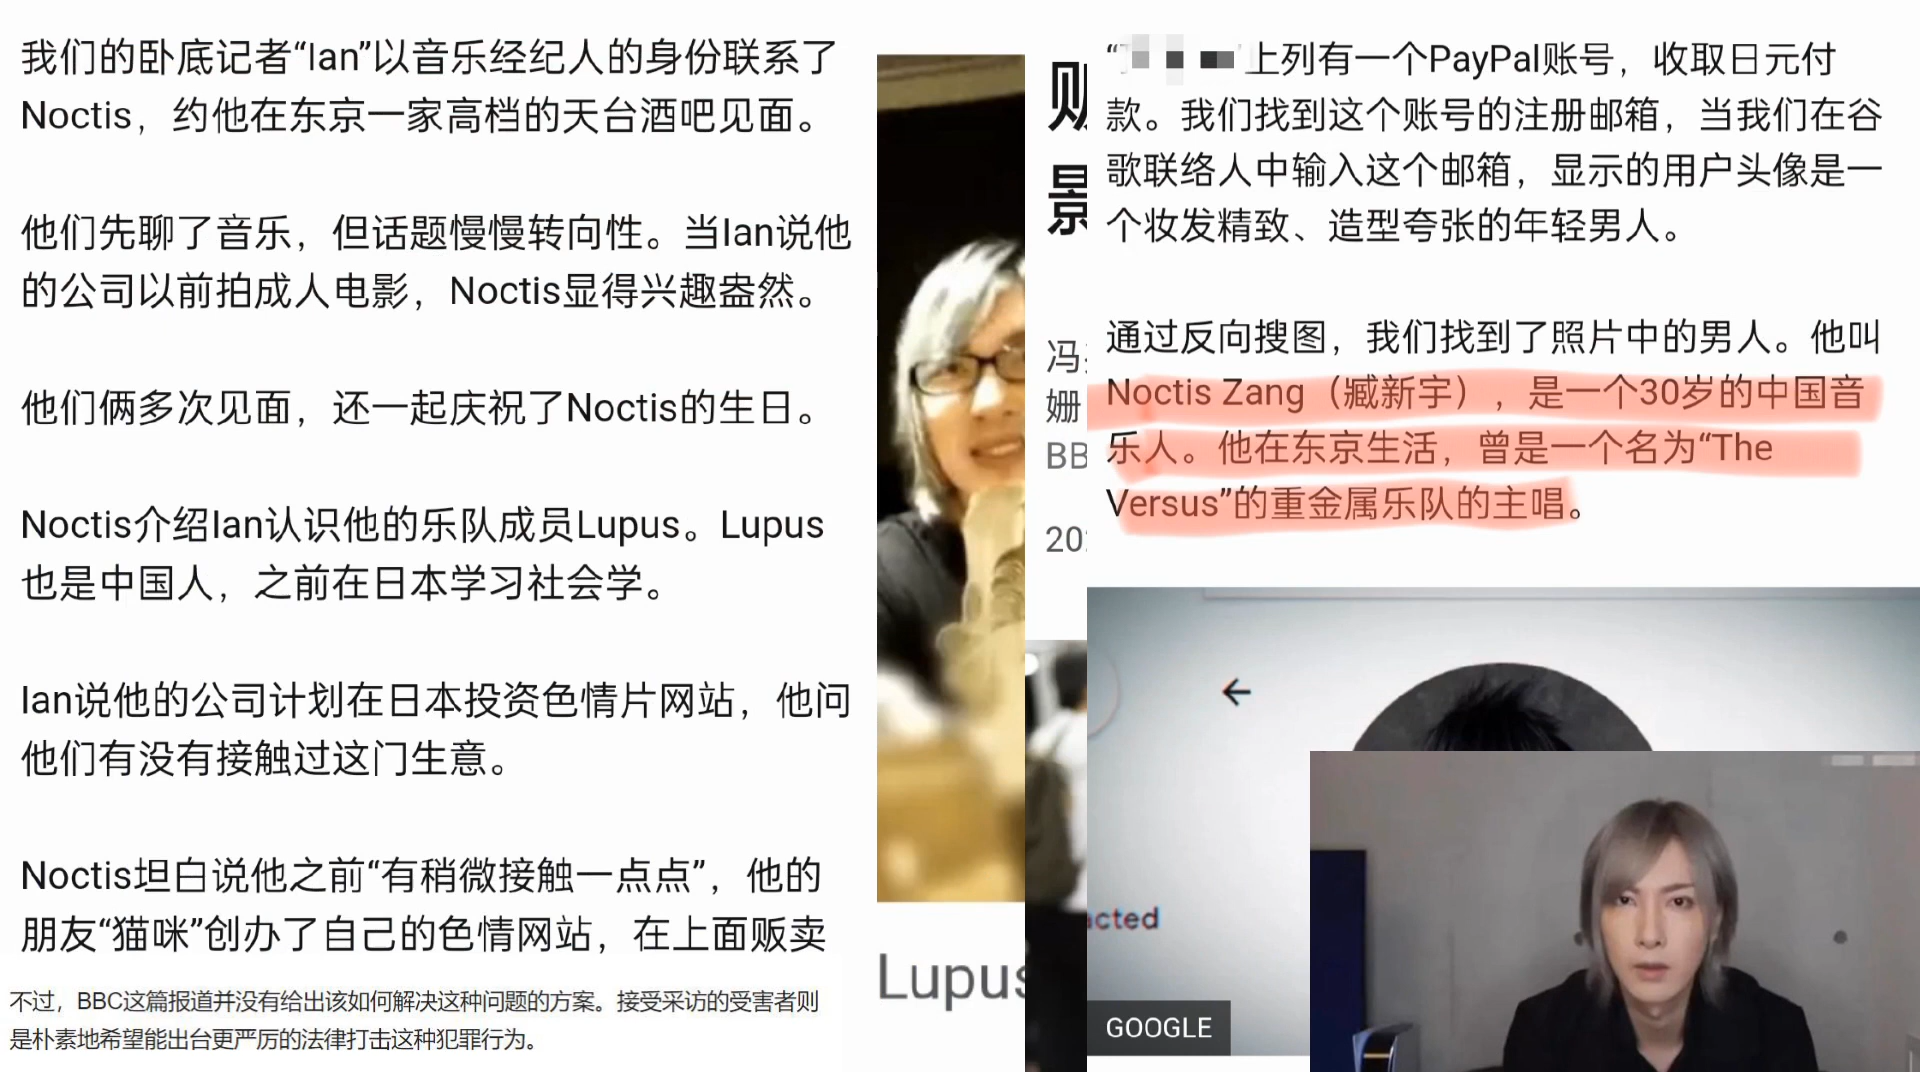 我们的卧底记者“Ian”以音乐经纪人的身份联系了
Noctis，约他在东京一家高档的天台酒吧见面。
他们先聊了音乐，但话题慢慢转向性。当Ian说他
的公司以前拍成人电影，Noctis显得兴趣盎然。
他们俩多次见面，还一起庆祝了Noctis的生日。
Noctis介绍Ian认识他的乐队成员Lupus。Lupus
也是中国人，之前在日本学习社会学。
Ian说他的公司计划在日本投资色情片网站，他问
他们有没有接触过这门生意。
Noctis坦白说他之前“有稍微接触一点点”，他的
朋友“猫咪”创办了自己的色情网站，在上面贩卖
不过，BBC这篇报道并没有给出该如何解决这种问题的方案。接受采访的受害者则
是朴素地希望能出台更严厉的法律打击这种犯罪行为。
Lupus
景
冯
姗
BB
20
上列有一个PayPal账号，收取日元付
款。我们找到这个账号的注册邮箱，当我们在谷
歌联络人中输入这个邮箱，显示的用户头像是一
个妆发精致、造型夸张的年轻男人。
通过反向搜图，我们找到了照片中的男人。他叫
Noctis Zang（臧新宇），是一个30岁的中国音
乐人。他在东京生活，曾是一个名为“The
Versus”的重金属乐队的主唱。
acted
GOOGLE